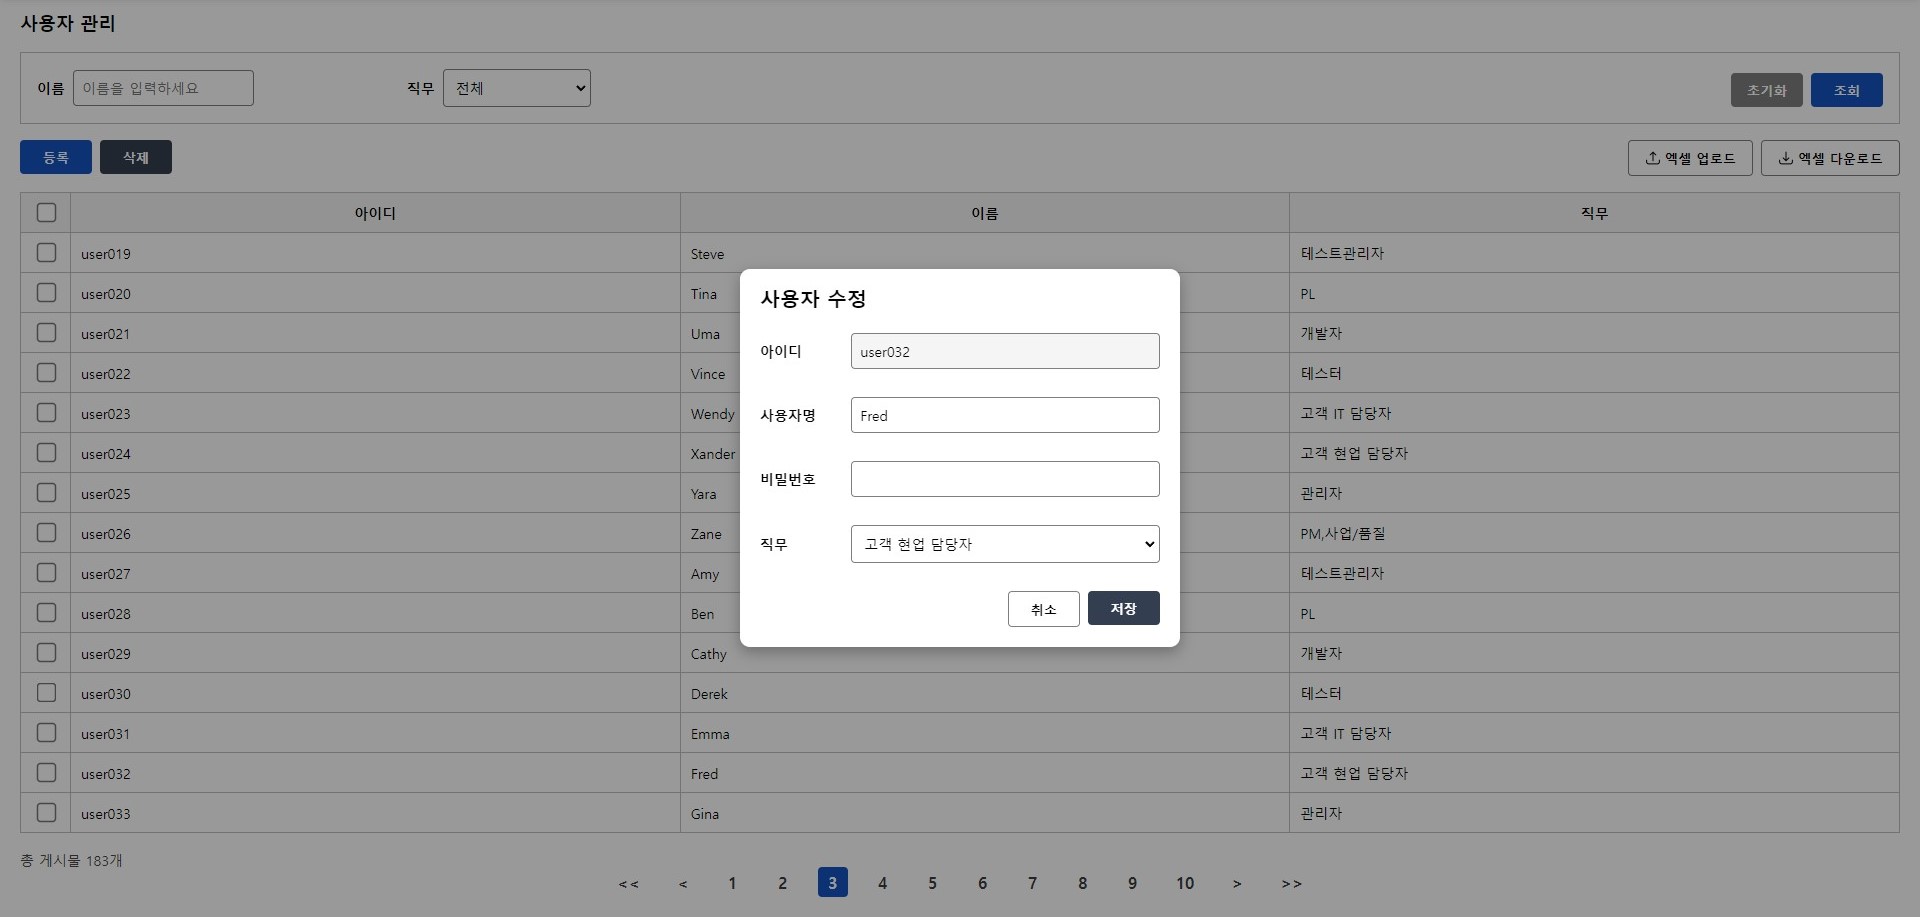 사용자 관리
이름 이름을 입력하세요 직무 전체 초기화 조회
등록 삭제 엑셀 업로드 엑셀 다운로드
아이디 이름 직무
user019 Steve 테스트관리자
user020 Tina PL
user021 Uma 개발자
user022 Vince 테스터
user023 Wendy 고객 IT 담당자
user024 Xander 고객 현업 담당자
user025 Yara 관리자
user026 Zane PM,사업/품질
user027 Amy 테스트관리자
user028 Ben PL
user029 Cathy 개발자
user030 Derek 테스터
user031 Emma 고객 IT 담당자
user032 Fred 고객 현업 담당자
user033 Gina 관리자
사용자 수정
아이디 user032
사용자명 Fred
비밀번호
직무 고객 현업 담당자
취소 저장
총 게시물 183개
<< < 1 2 3 4 5 6 7 8 9 10 > >>